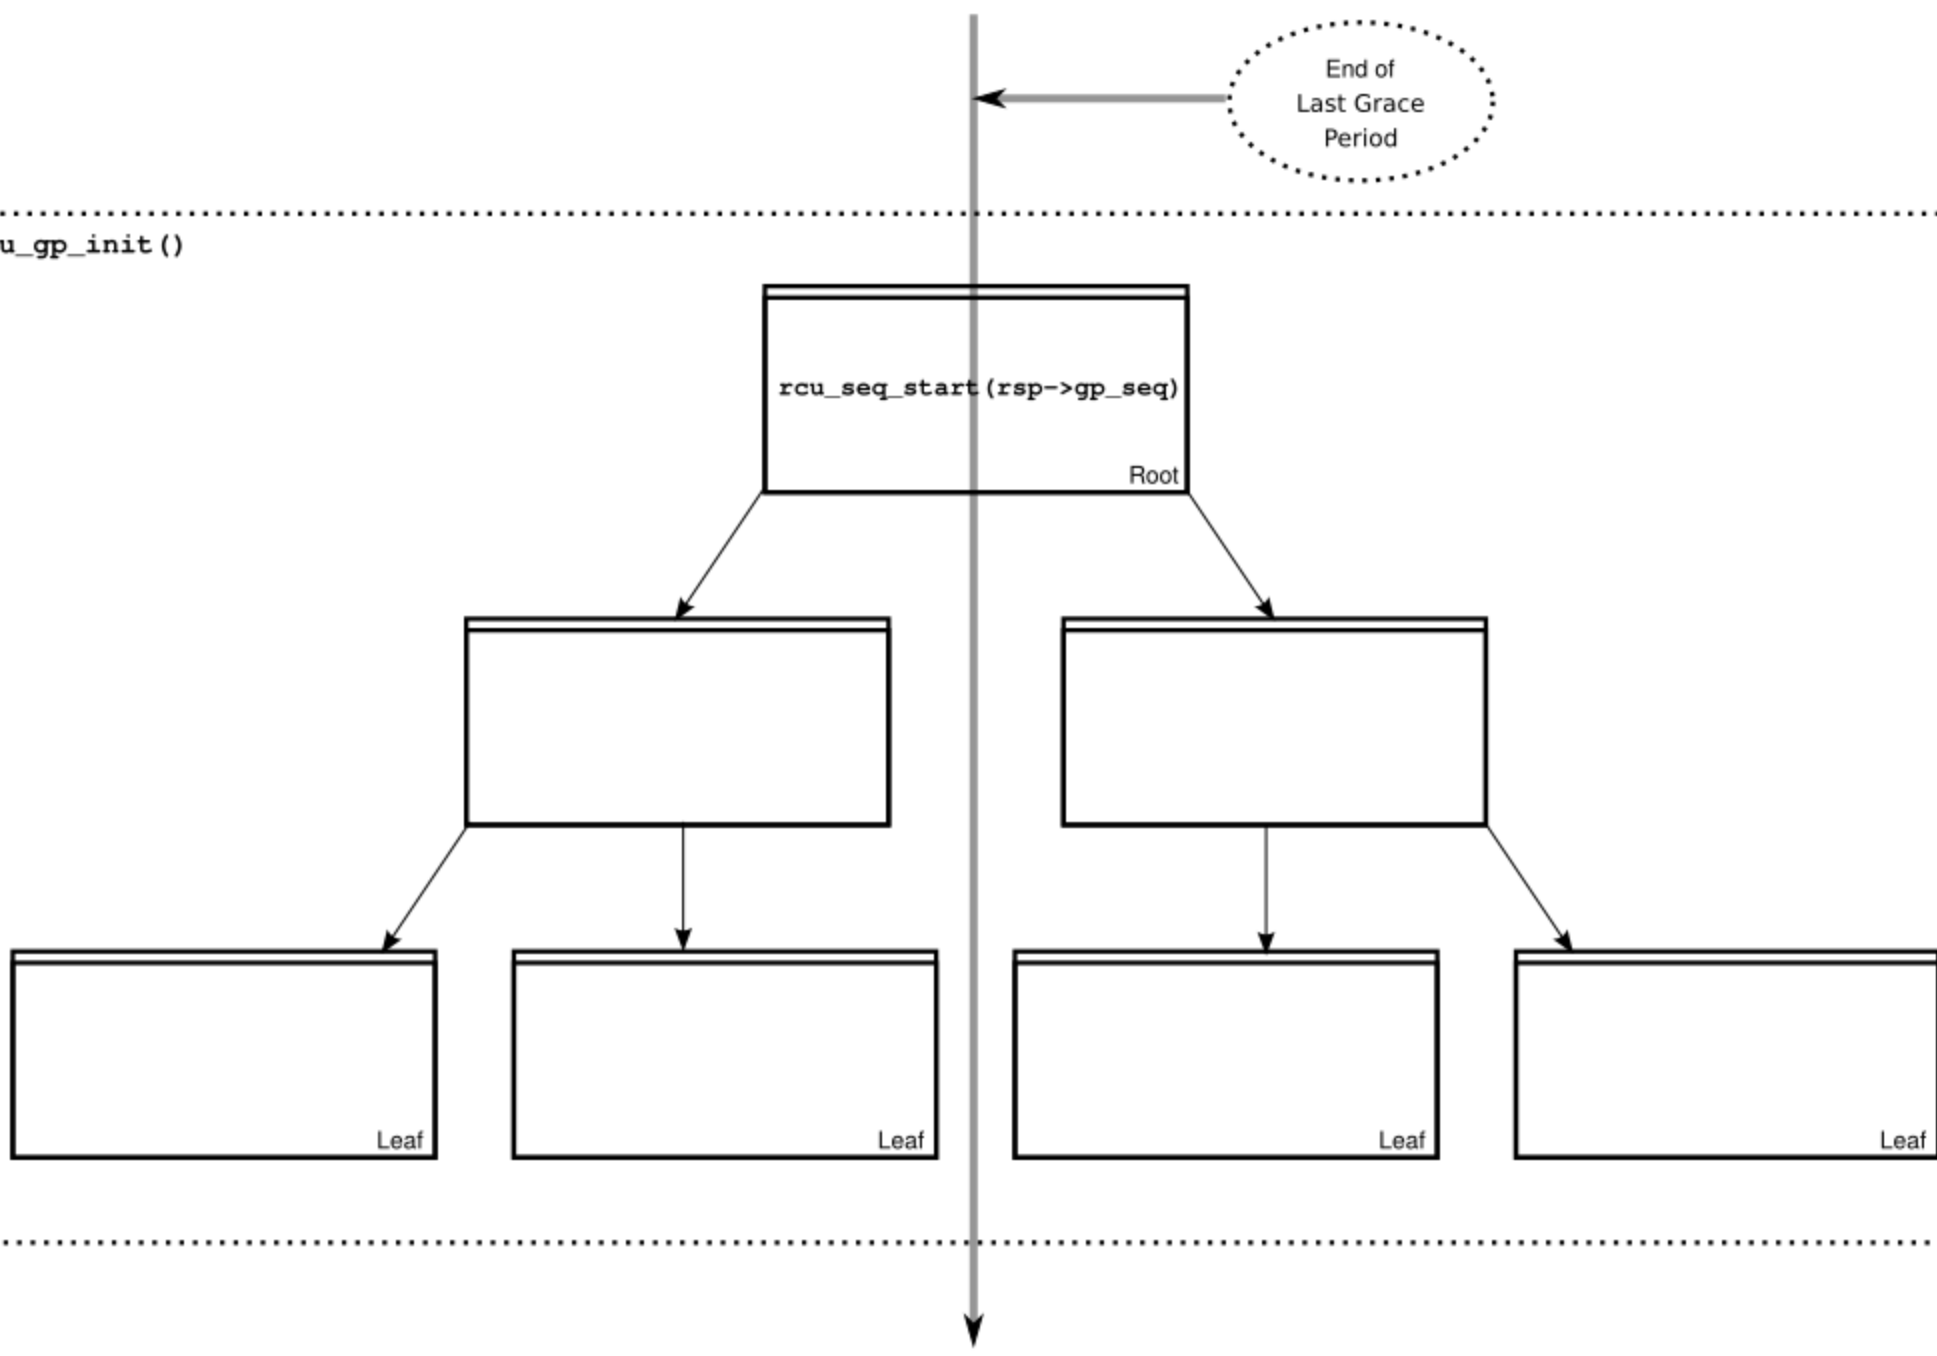 End of
Last Grace
Period
u_gp_init()
rcu_seq_start(rsp->gp_seq)
Root
Leaf
Leaf
Leaf
Leaf